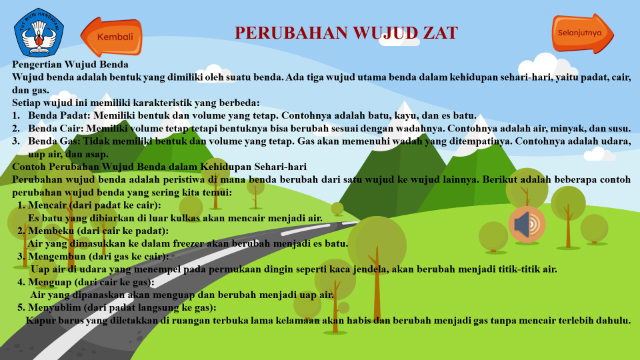 PERUBAHAN WUJUD ZAT
Kembali
Selanjutnya
Pengertian Wujud Benda
Wujud benda adalah bentuk yang dimiliki oleh suatu benda. Ada tiga wujud utama benda dalam kehidupan sehari-hari, yaitu padat, cair,
dan gas.
Setiap wujud ini memiliki karakteristik yang berbeda:
1. Benda Padat: Memiliki bentuk dan volume yang tetap. Contohnya adalah batu, kayu, dan es batu.
2. Benda Cair: Memiliki volume tetap tetapi bentuknya bisa berubah sesuai dengan wadahnya. Contohnya adalah air, minyak, dan susu.
3. Benda Gas: Tidak memiliki bentuk dan volume yang tetap. Gas akan memenuhi wadah yang ditempatinya. Contohnya adalah udara,
uap air, dan asap.
Contoh Perubahan Wujud Benda dalam Kehidupan Sehari-hari
Perubahan wujud benda adalah peristiwa di mana benda berubah dari satu wujud ke wujud lainnya. Berikut adalah beberapa contoh
perubahan wujud benda yang sering kita temui:
1. Mencair (dari padat ke cair):
Es batu yang dibiarkan di luar kulkas akan mencair menjadi air.
2. Membeku (dari cair ke padat):
Air yang dimasukkan ke dalam freezer akan berubah menjadi es batu.
3. Mengembun (dari gas ke cair):
Uap air di udara yang menempel pada permukaan dingin seperti kaca jendela, akan berubah menjadi titik-titik air.
4. Menguap (dari cair ke gas):
Air yang dipanaskan akan menguap dan berubah menjadi uap air.
5. Menyublim (dari padat langsung ke gas):
Kapur barus yang diletakkan di ruangan terbuka lama kelamaan akan habis dan berubah menjadi gas tanpa mencair terlebih dahulu.